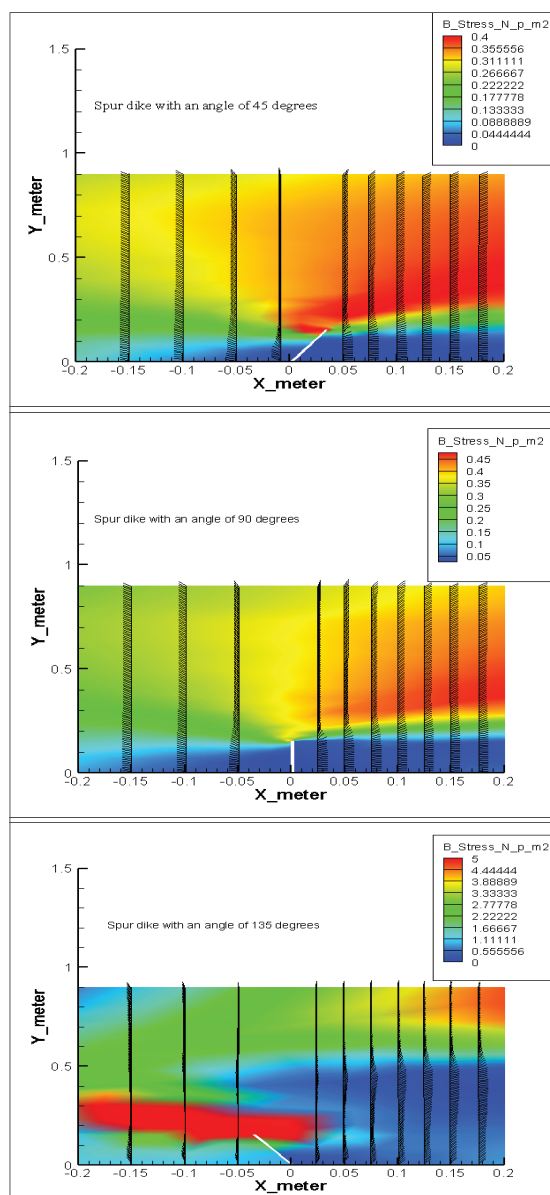 B_Stress_N_p_m2
0.4
0.355556
0.311111
0.266667
0.222222
0.177778
0.133333
0.0888889
0.0444444
0
Spur dike with an angle of 45 degrees
Y_meter
1.5
1
0.5
0
-0.2 -0.15 -0.1 -0.05 0 0.05 0.1 0.15 0.2
X_meter
B_Stress_N_p_m2
0.45
0.4
0.35
0.3
0.25
0.2
0.15
0.1
0.05
Spur dike with an angle of 90 degrees
Y_meter
1.5
1
0.5
0
-0.2 -0.15 -0.1 -0.05 0 0.05 0.1 0.15 0.2
X_meter
B_Stress_N_p_m2
5
4.44444
3.88889
3.33333
2.77778
2.22222
1.66667
1.11111
0.555556
0
Spur dike with an angle of 135 degrees
Y_meter
1.5
1
0.5
0
-0.2 -0.15 -0.1 -0.05 0 0.05 0.1 0.15 0.2
X_meter